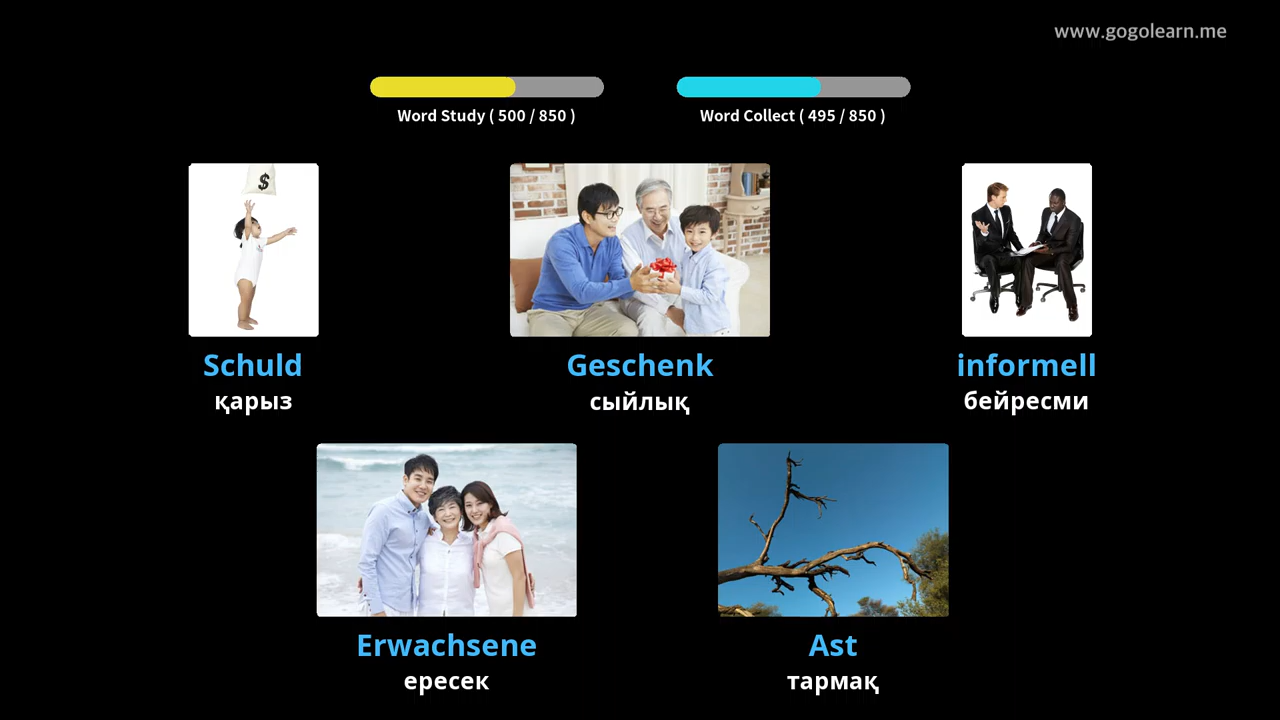 www.gogolearn.me
Word Study ( 500 / 850 )
Word Collect ( 495 / 850 )
$
Schuld
қарыз
Geschenk
сыйлық
informell
бейресми
Erwachsene
ересек
Ast
тармақ